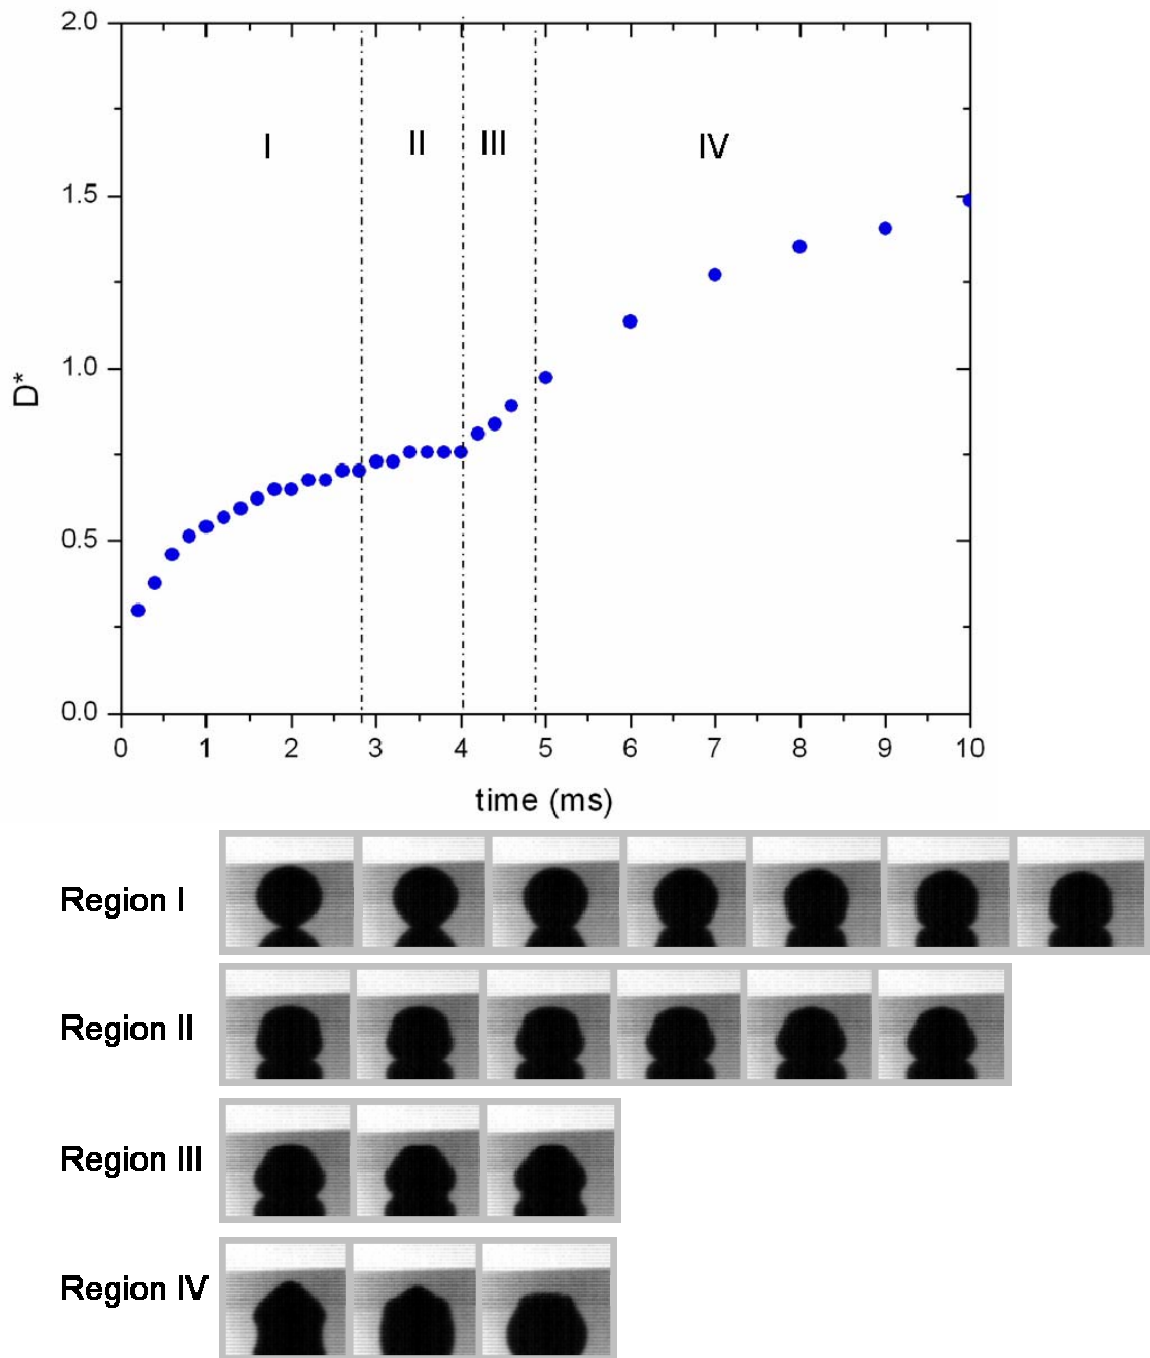 2.0
1.5
1.0
0.5
0.0
D*
I
II
III
IV
0 1 2 3 4 5 6 7 8 9 10
time (ms)
Region I
Region II
Region III
Region IV